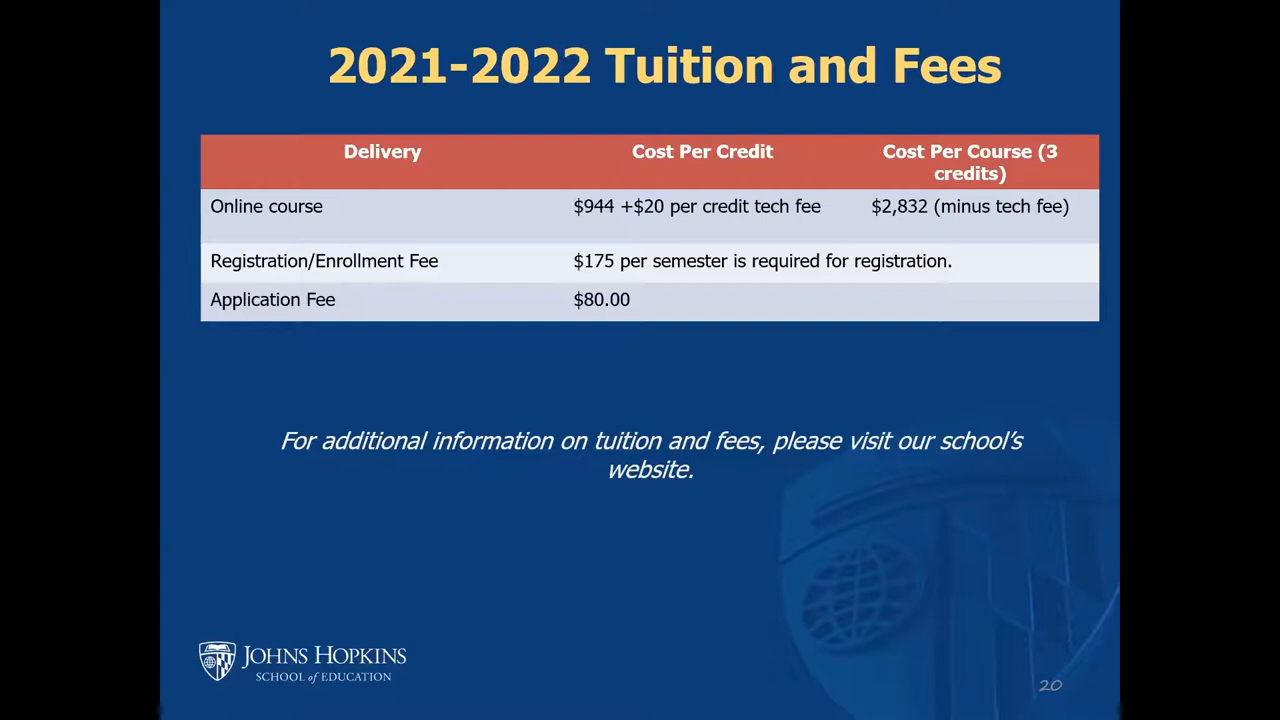 2021-2022 Tuition and Fees
Delivery
Cost Per Credit
Cost Per Course (3
credits)
Online course
$944 +$20 per credit tech fee
$2,832 (minus tech fee)
Registration/Enrollment Fee
$175 per semester is required for registration.
Application Fee
$80.00
For additional information on tuition and fees, please visit our school’s
website.
JOHNS HOPKINS
SCHOOL of EDUCATION
20